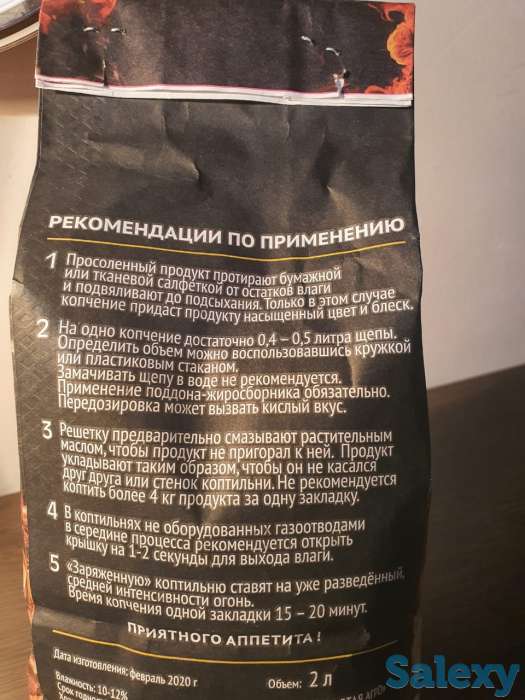 РЕКОМЕНДАЦИИ ПО ПРИМЕНЕНИЮ
1 Просоленный продукт протирают бумажной
или тканевой салфеткой от остатков влаги
и подвяливают до подсыхания. Только в этом случае
копчение придаст продукту насыщенный цвет и блеск.
2 На одно копчение достаточно 0,4 – 0,5 литра щепы.
Определить объем можно воспользовавшись кружкой
или пластиковым стаканом.
Замачивать щепу в воде не рекомендуется.
Применение поддона-жиросборника обязательно.
Передозировка может вызвать кислый вкус.
3 Решетку предварительно смазывают растительным
маслом, чтобы продукт не пригорал к ней. Продукт
укладывают таким образом, чтобы он не касался
друг друга или стенок коптильни. Не рекомендуется
коптить более 4 кг продукта за одну закладку.
4 В коптильнях не оборудованных газоотводами
в середине процесса рекомендуется открыть
крышку на 1-2 секунды для выхода влаги.
5 «Заряженную» коптильню ставят на уже разведённый,
средней интенсивности огонь.
Время копчения одной закладки 15 – 20 минут.
ПРИЯТНОГО АППЕТИТА !
Дата изготовления: февраль 2020 г
Влажность: 10-12%
Объем: 2 л
Срок годно
Salexy